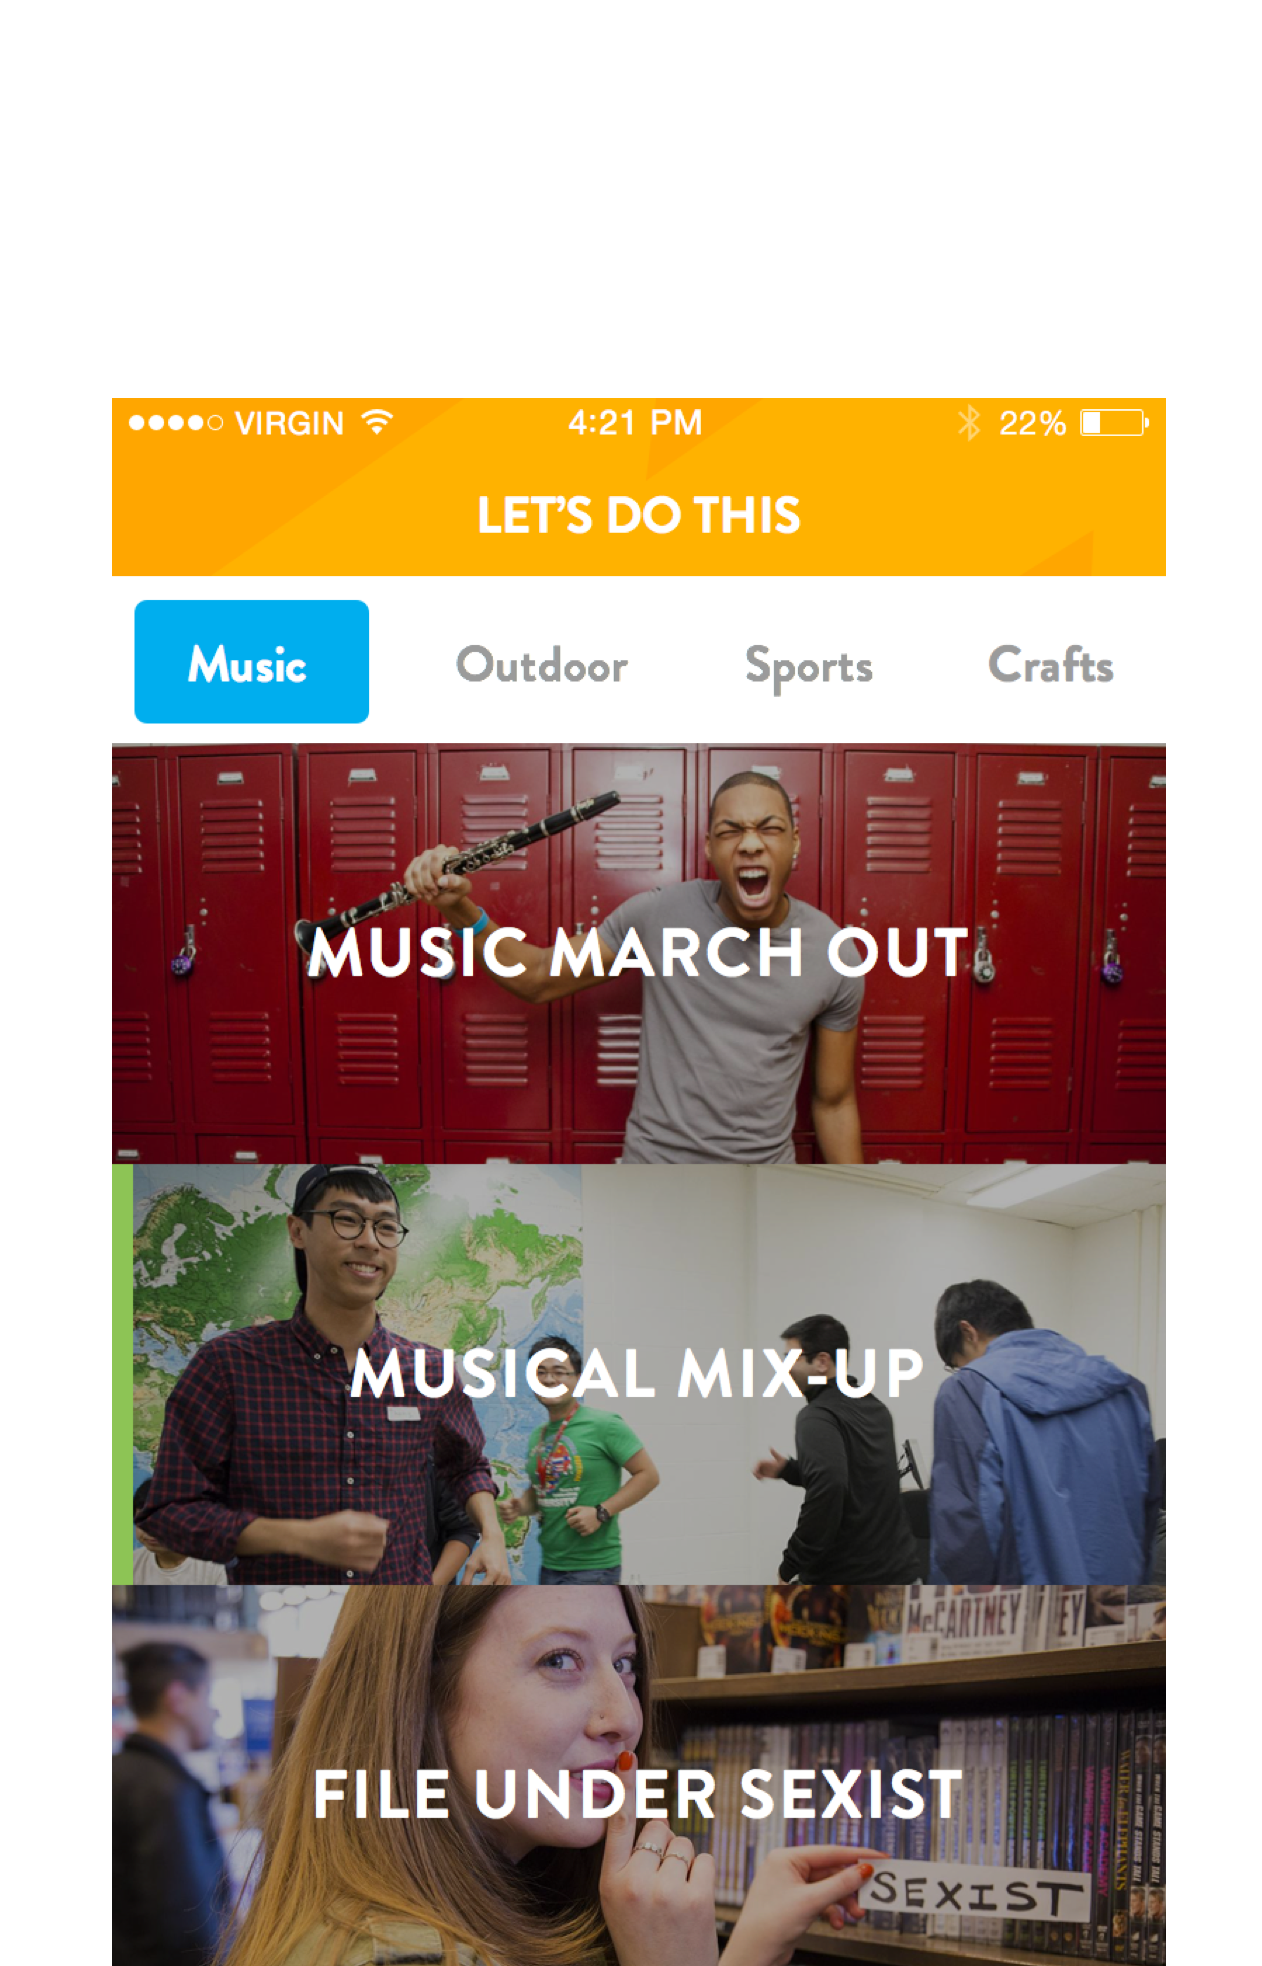 VIRGIN 4:21 PM 22%
LET'S DO THIS
Music Outdoor Sports Crafts
MUSIC MARCH OUT
MUSICAL MIX-UP
McCARTNEY
FILE UNDER SEXIST
SEXIST